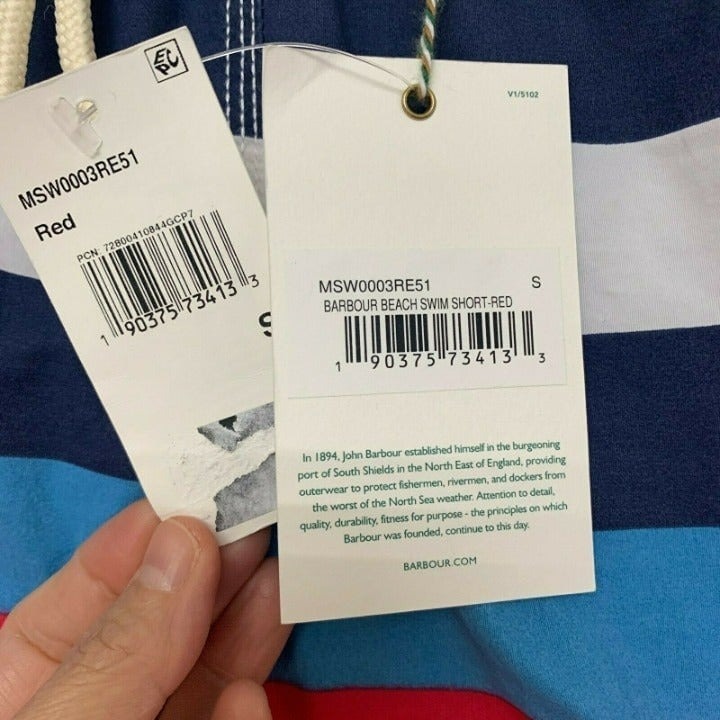 EPC
MSW0003RE51
Red
PCN: 72800410844GCP7
1 90375 73413 3
S
V1/5102
MSW0003RE51 S
BARBOUR BEACH SWIM SHORT-RED
1 90375 73413 3
In 1894, John Barbour established himself in the burgeoning
port of South Shields in the North East of England, providing
outerwear to protect fishermen, rivermen, and dockers from
the worst of the North Sea weather. Attention to detail,
quality, durability, fitness for purpose - the principles on which
Barbour was founded, continue to this day.
BARBOUR.COM